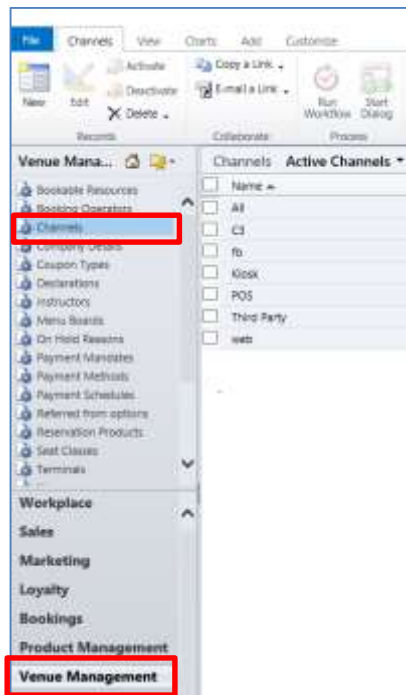 File Channels View Charts Add Customize
New
Edit
Activate
Deactivate
Delete
Copy a Link
E-mail a Link
Run Workflow
Start Dialog
Records Collaborate Process
Venue Mana...
Channels Active Channels
Bookable Resources
Booking Operators
Channels
Company Details
Coupon Types
Declarations
Instructors
Menu Boards
On Hold Reasons
Payment Mandates
Payment Methods
Payment Schedules
Referred from options
Reservation Products
Seat Classes
Terminals
Name
All
C3
fb
Kiosk
POS
Third Party
web
Workplace
Sales
Marketing
Loyalty
Bookings
Product Management
Venue Management